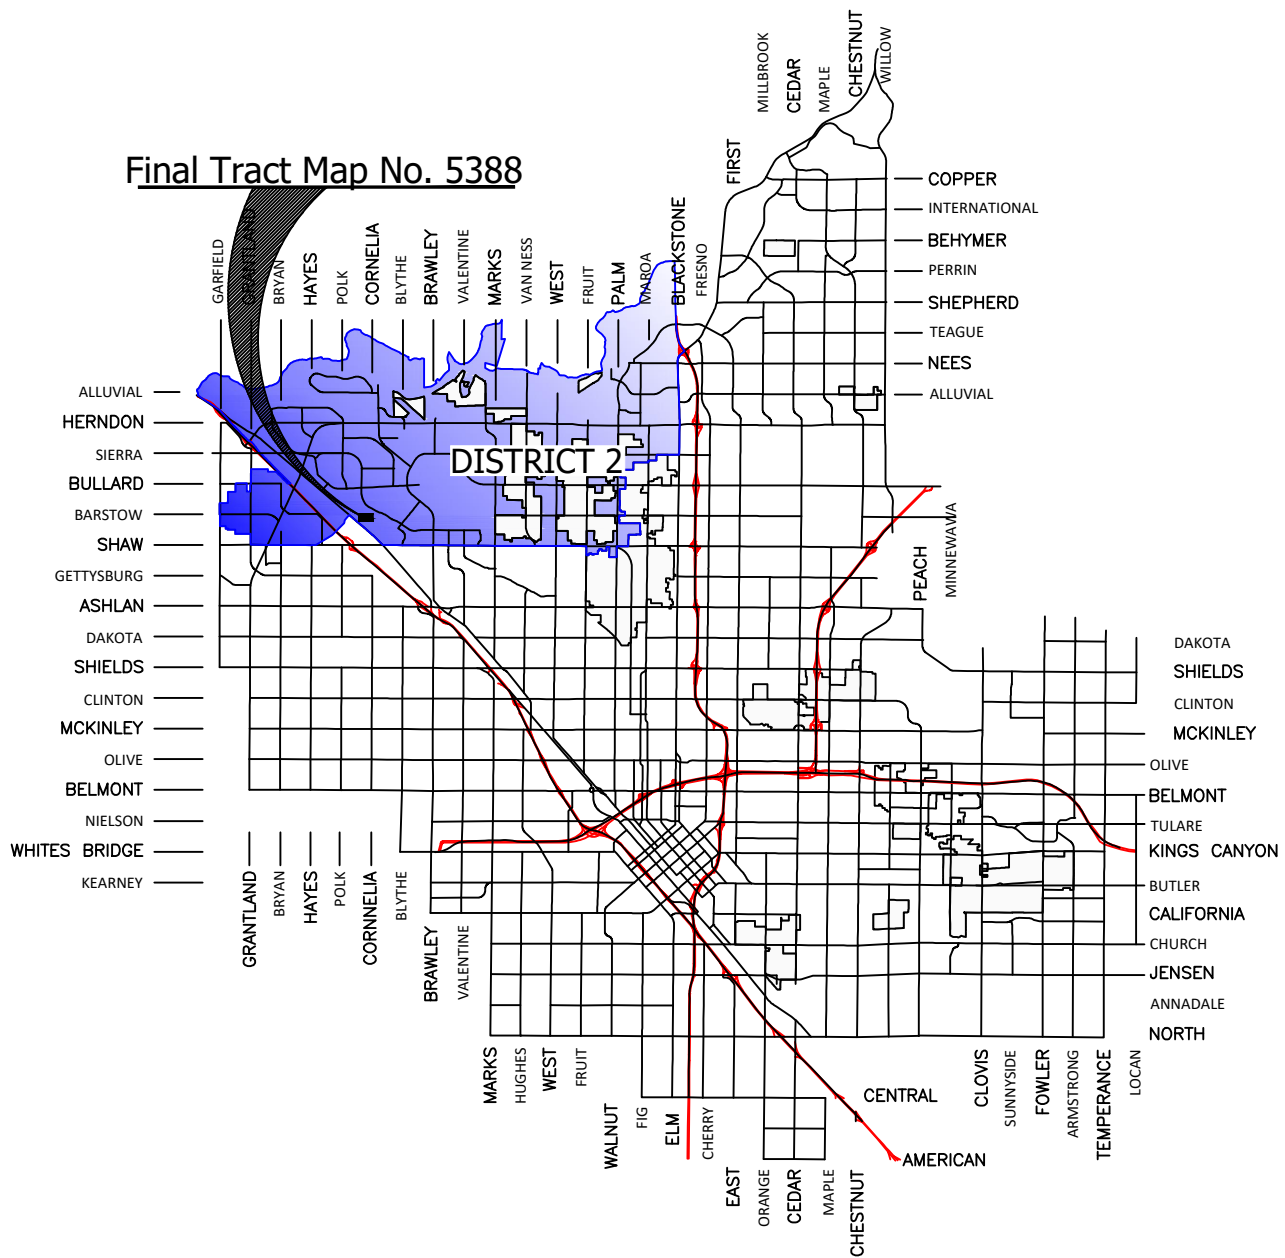 Final Tract Map No. 5388
MILLBROOK
CEDAR
MAPLE
CHESTNUT
WILLOW
FIRST
COPPER
INTERNATIONAL
BEHYMER
PERRIN
SHEPHERD
TEAGUE
NEES
ALLUVIAL
GARFIELD
GRANTLAND
BRYAN
HAYES
POLK
CORNELIA
BLYTHE
BRAWLEY
VALENTINE
MARKS
VAN NESS
WEST
FRUIT
PALM
MAROA
BLACKSTONE
FRESNO
ALLUVIAL
HERNDON
SIERRA
BULLARD
BARSTOW
SHAW
GETTYSBURG
ASHLAN
DAKOTA
SHIELDS
CLINTON
MCKINLEY
OLIVE
BELMONT
NIELSON
WHITES BRIDGE
KEARNEY
DISTRICT 2
PEACH
MINNEWAWA
DAKOTA
SHIELDS
CLINTON
MCKINLEY
OLIVE
BELMONT
TULARE
KINGS CANYON
BUTLER
CALIFORNIA
CHURCH
JENSEN
ANNADALE
NORTH
GRANTLAND
BRYAN
HAYES
POLK
CORNNELIA
BLYTHE
BRAWLEY
VALENTINE
MARKS
HUGHES
WEST
FRUIT
WALNUT
FIG
ELM
CHERRY
EAST
ORANGE
CEDAR
MAPLE
CHESTNUT
CENTRAL
AMERICAN
CLOVIS
SUNNYSIDE
FOWLER
ARMSTRONG
TEMPERANCE
LOCAN